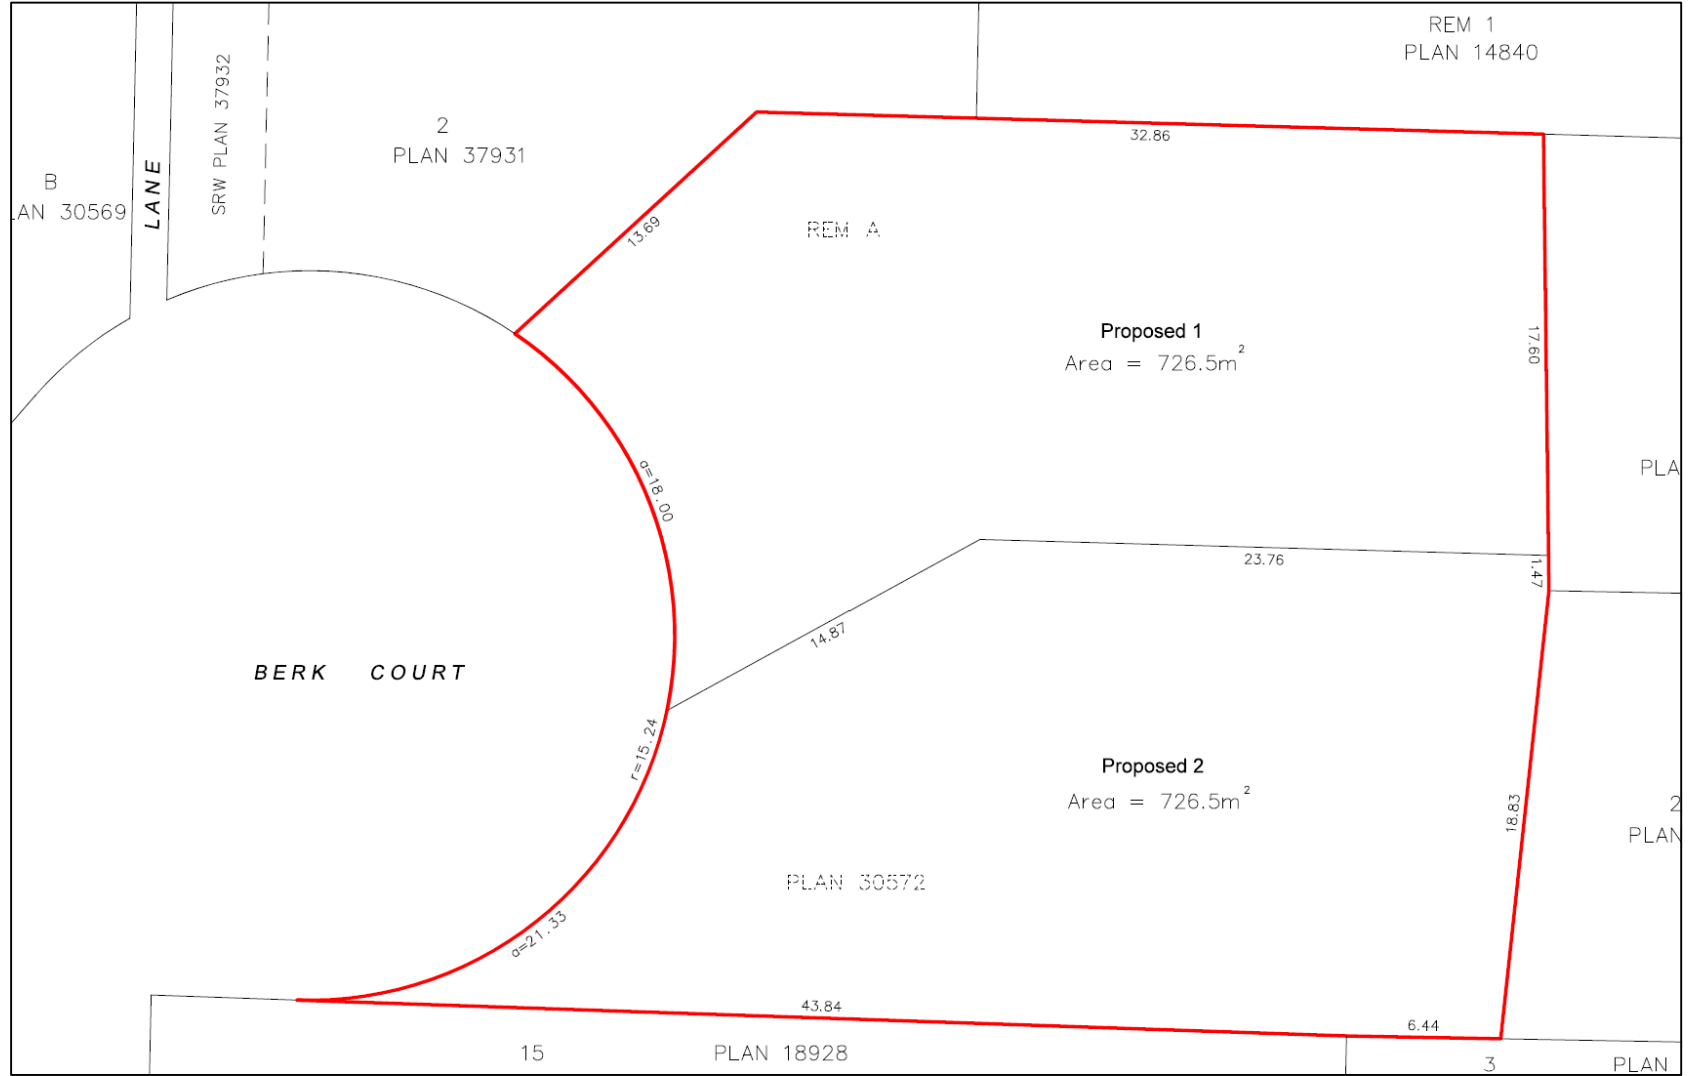 REM 1
PLAN 14840
SRW PLAN 37932
2
PLAN 37931
LANE
B
LAN 30569
32.86
13.69
REM A
Proposed 1
Area = 726.5m²
17.60
PLA
a=18.00
23.76
1.47
14.87
BERK COURT
r=15.24
Proposed 2
Area = 726.5m²
18.83
2
PLAN
PLAN 30572
a=21.33
43.84
6.44
15
PLAN 18928
3
PLAN